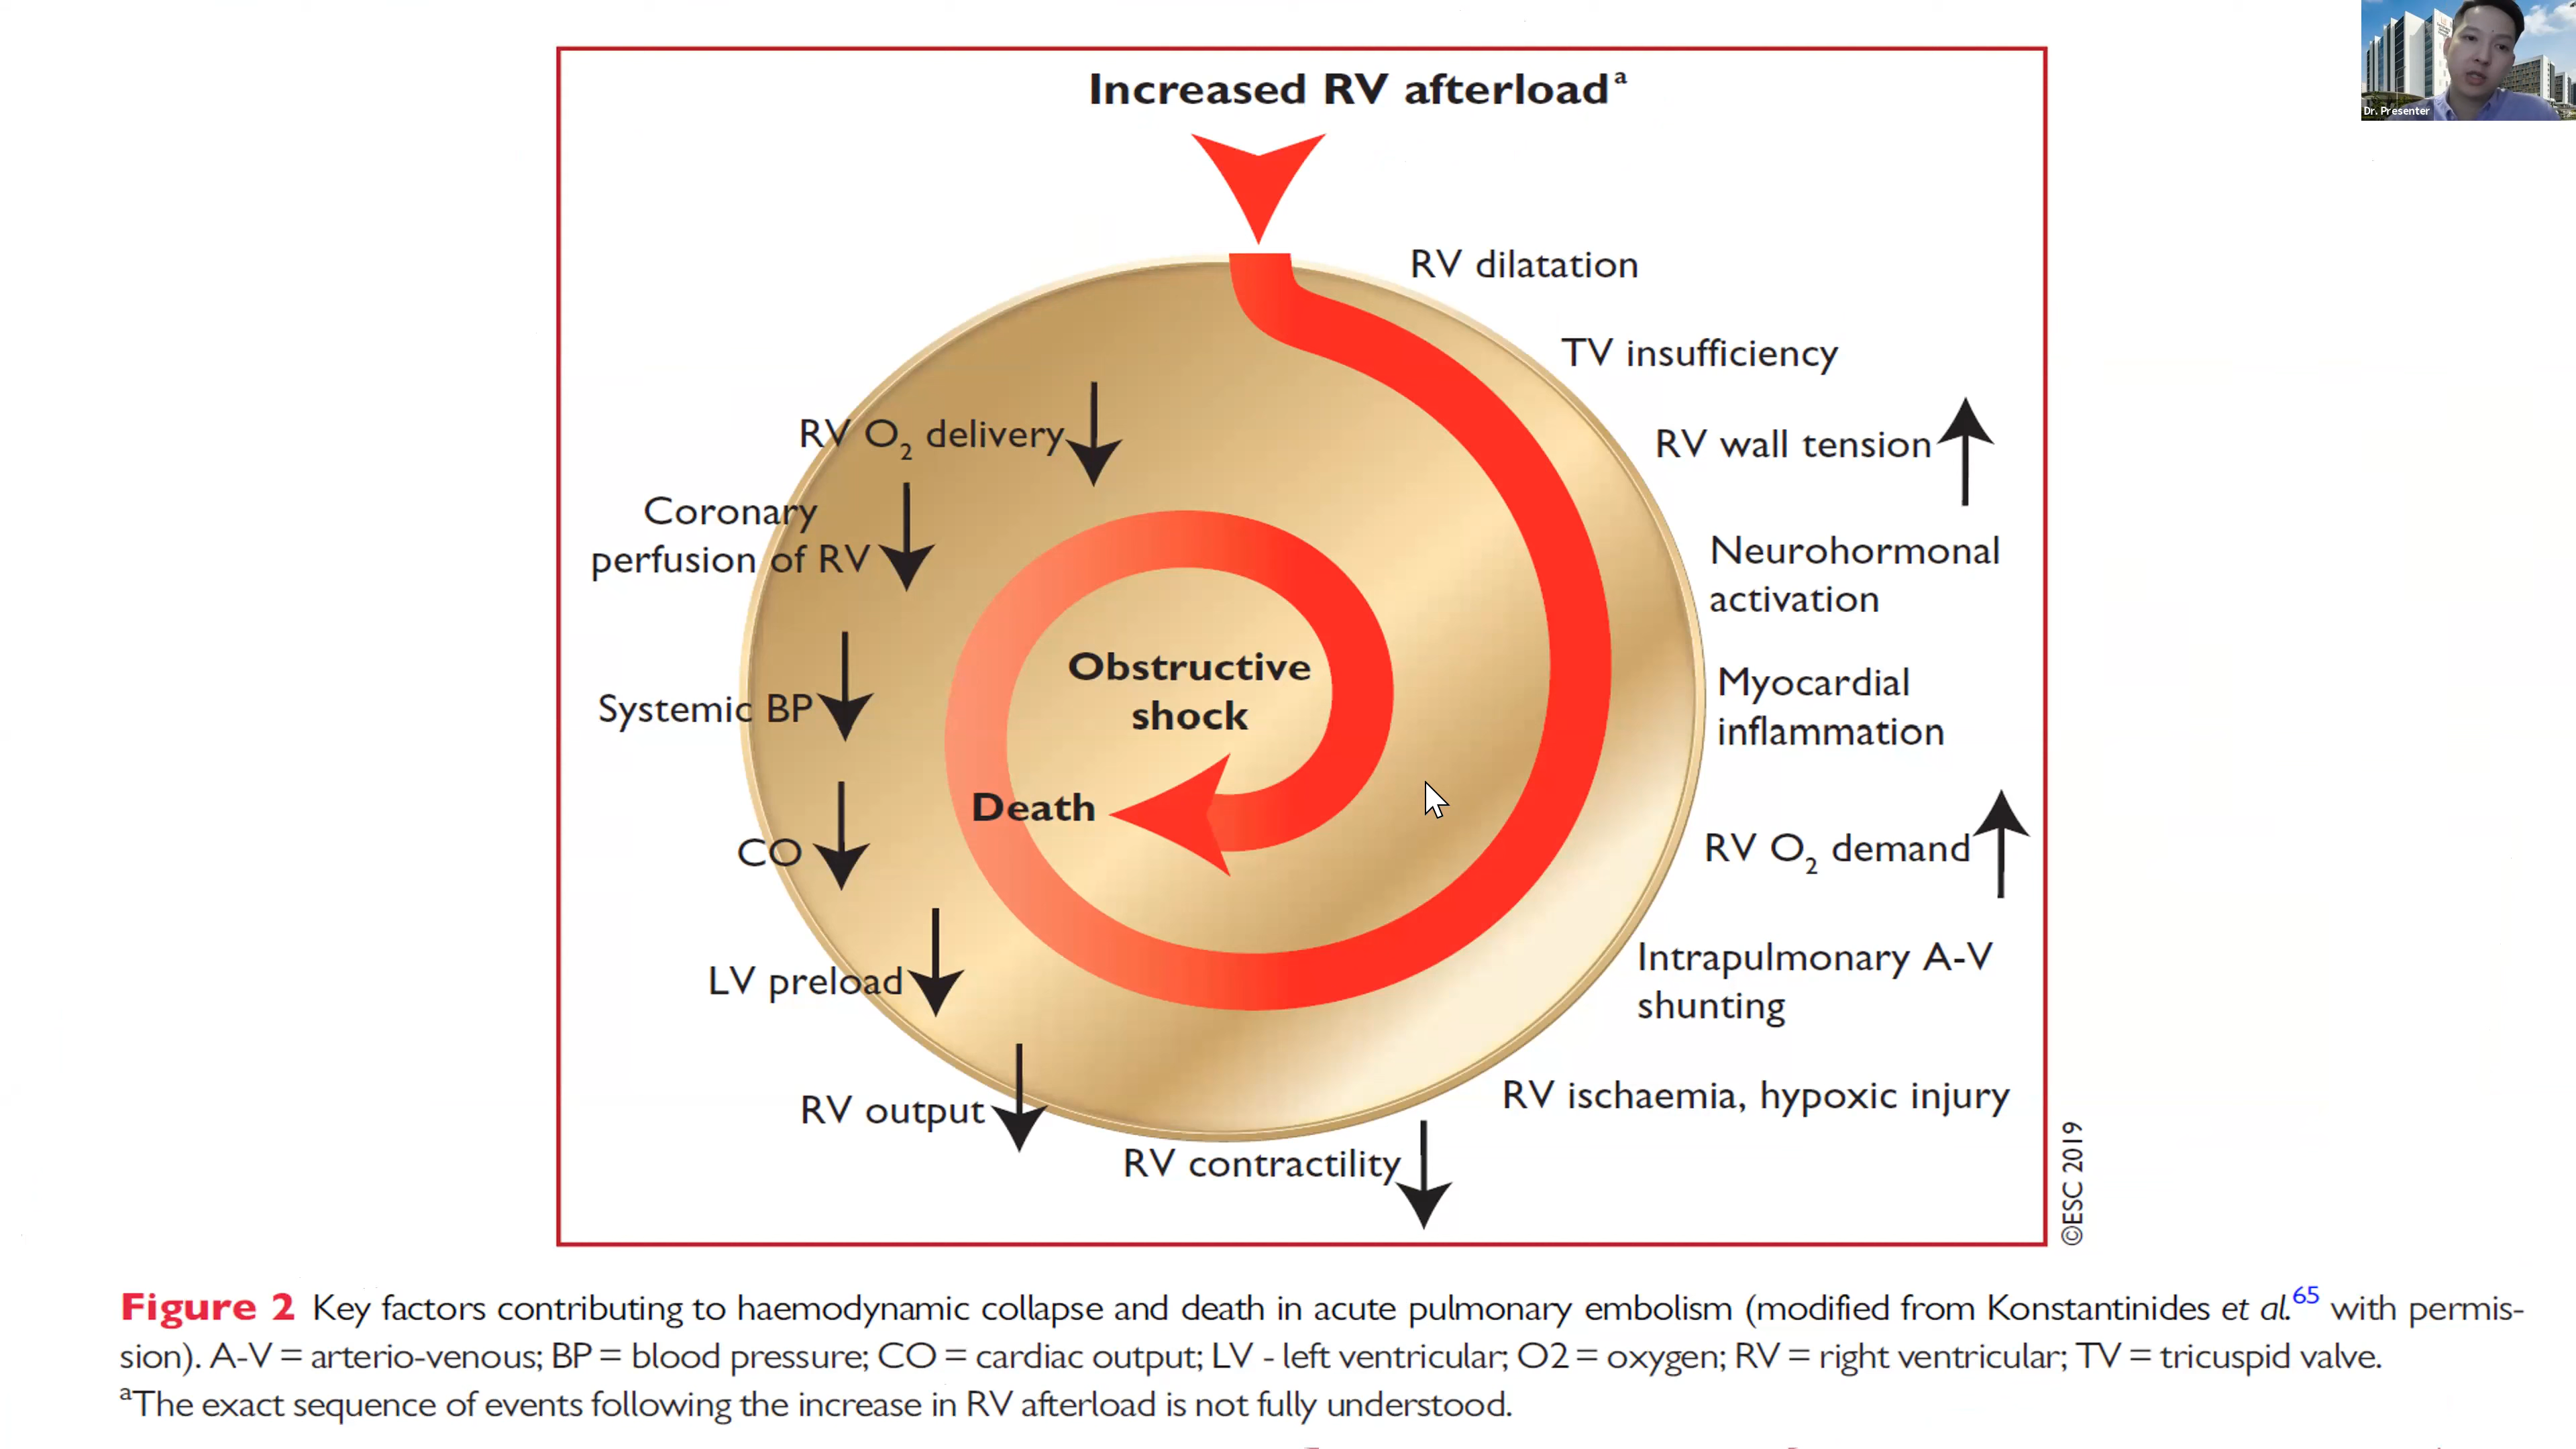 Increased RV afterloadᵃ
Dr. Presenter
RV dilatation
TV insufficiency
RV wall tension
Neurohormonal
activation
Myocardial
inflammation
RV O₂ demand
Intrapulmonary A-V
shunting
RV ischaemia, hypoxic injury
RV contractility
RV output
LV preload
CO
Systemic BP
Coronary
perfusion of RV
RV O₂ delivery
Obstructive
shock
Death
©ESC 2019
Figure 2 Key factors contributing to haemodynamic collapse and death in acute pulmonary embolism (modified from Konstantinides et al.⁶⁵ with permis-
sion). A-V = arterio-venous; BP = blood pressure; CO = cardiac output; LV - left ventricular; O2 = oxygen; RV = right ventricular; TV = tricuspid valve.
ᵃThe exact sequence of events following the increase in RV afterload is not fully understood.